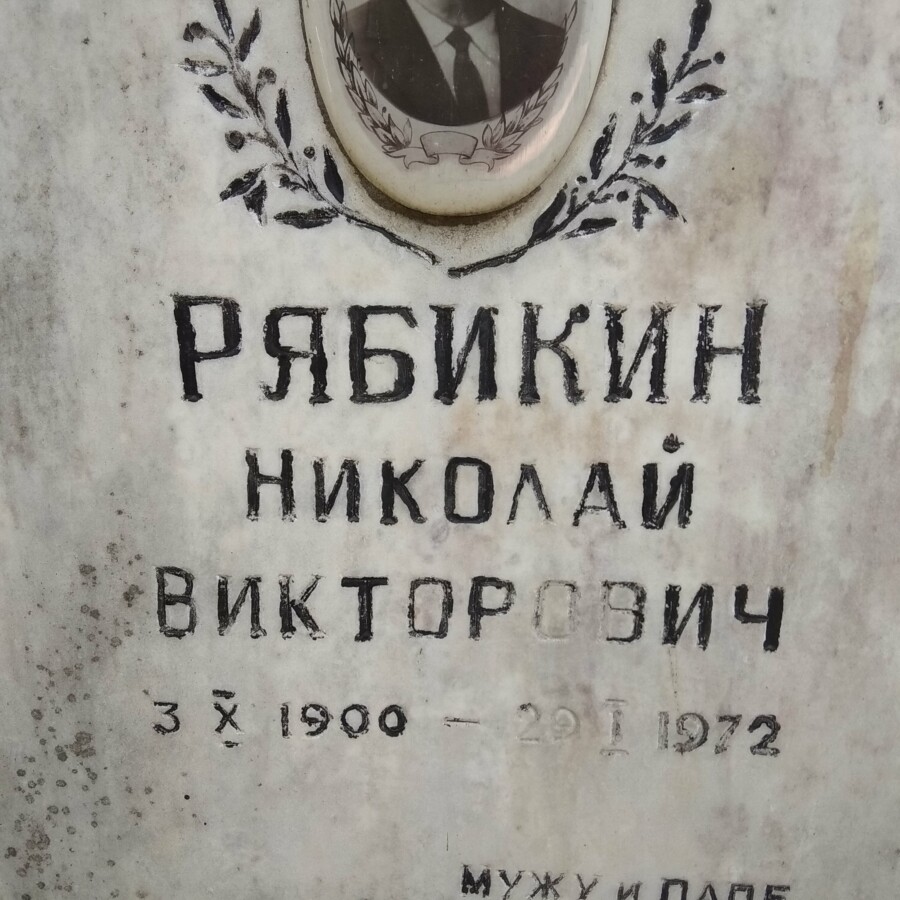 РЯБИКИН
НИКОЛАЙ
ВИКТОРОВИЧ
3 X 1900 — 29 I 1972
МУЖУ И ПАПЕ